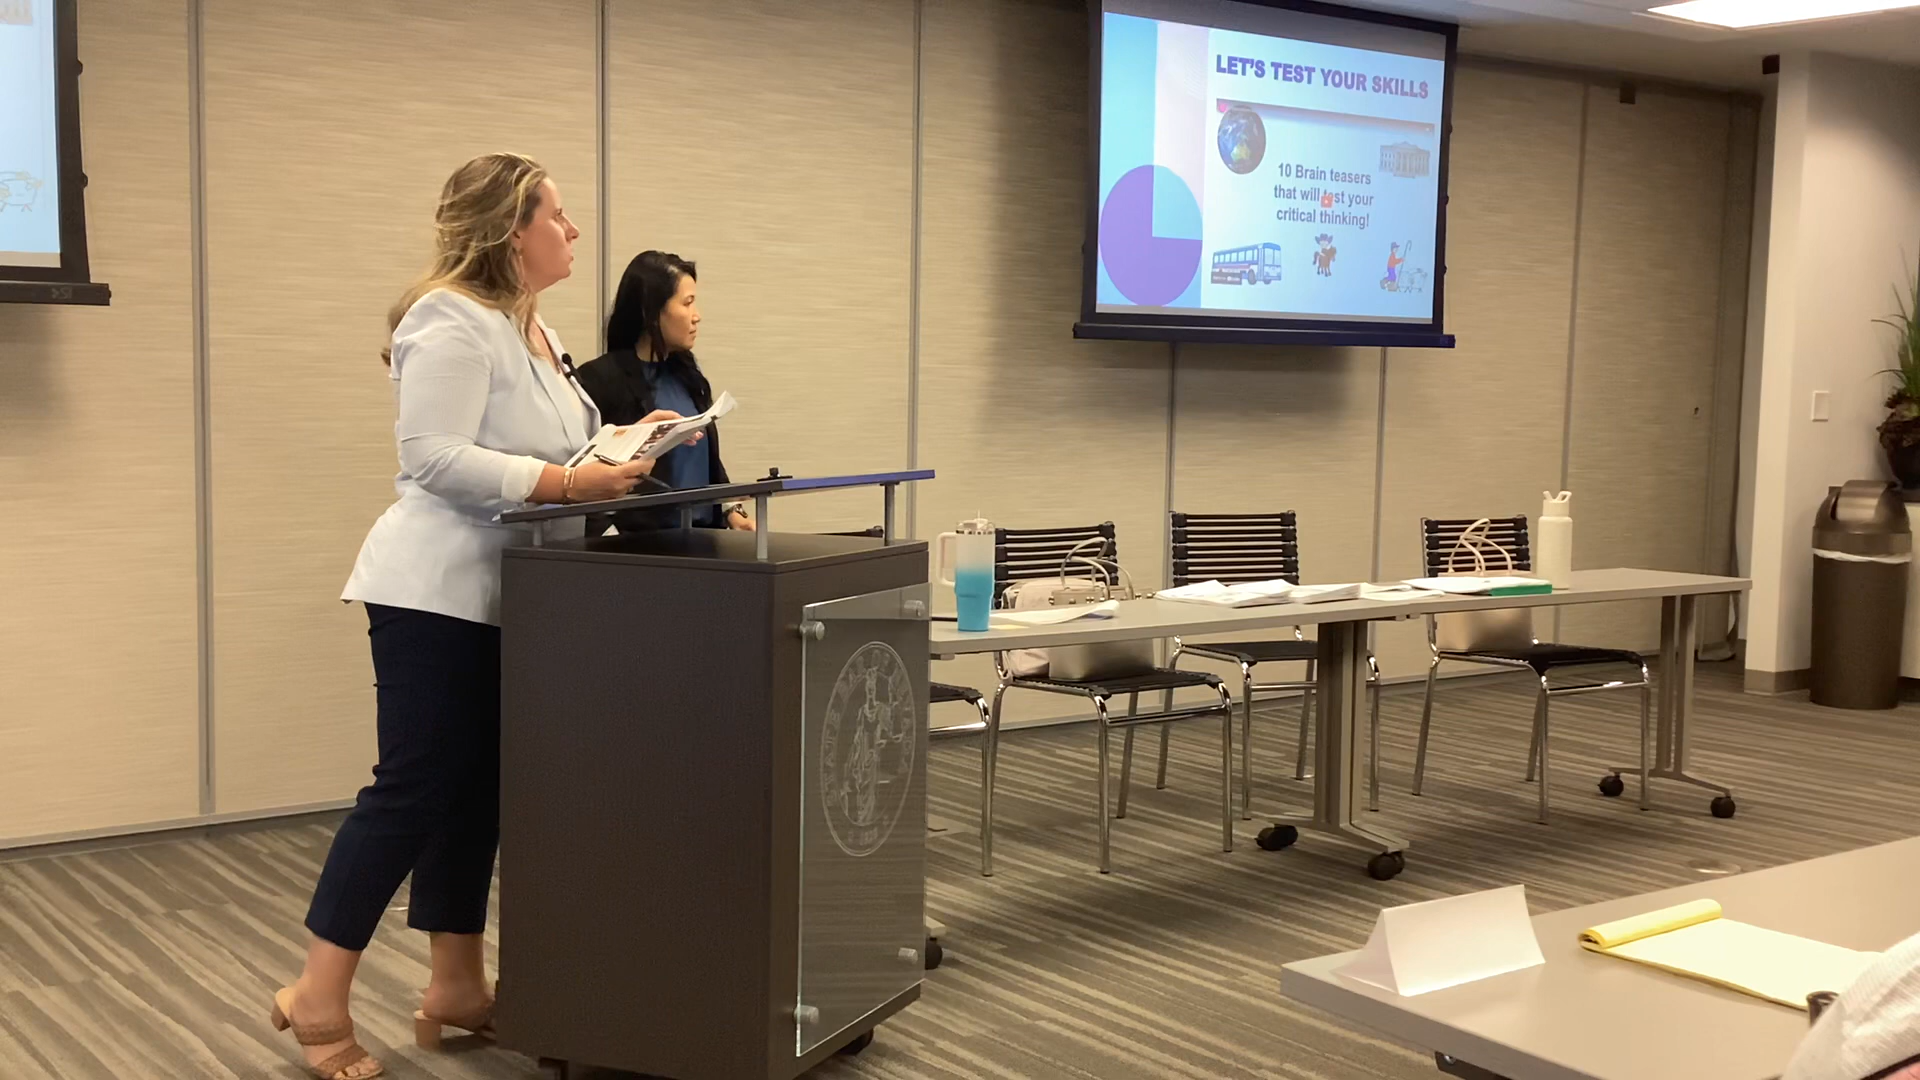 LET'S TEST YOUR SKILLS
10 Brain teasers
that will test your
critical thinking!